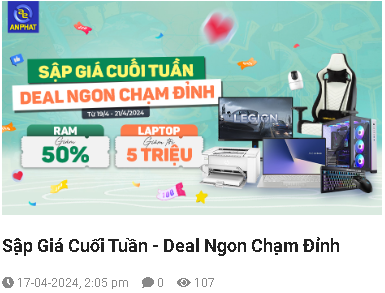 ANPHAT
SẬP GIÁ CUỐI TUẦN
DEAL NGON CHẠM ĐỈNH
Từ 19/4 - 21/4/2024
RAM
Giảm
50%
LAPTOP
Giảm tới
5 TRIỆU
LEGION
Sập Giá Cuối Tuần - Deal Ngon Chạm Đỉnh
17-04-2024, 2:05 pm 0 107